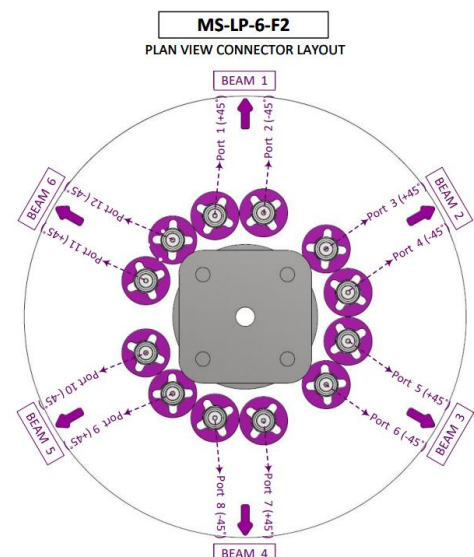 MS-LP-6-F2
PLAN VIEW CONNECTOR LAYOUT
BEAM 1
Port 1 (+45°)
Port 2 (-45°)
BEAM 2
Port 3 (+45°)
Port 4 (-45°)
BEAM 3
Port 5 (+45°)
Port 6 (-45°)
BEAM 4
Port 7 (+45°)
Port 8 (-45°)
BEAM 5
Port 9 (+45°)
Port 10 (-45°)
BEAM 6
Port 11 (+45°)
Port 12 (-45°)